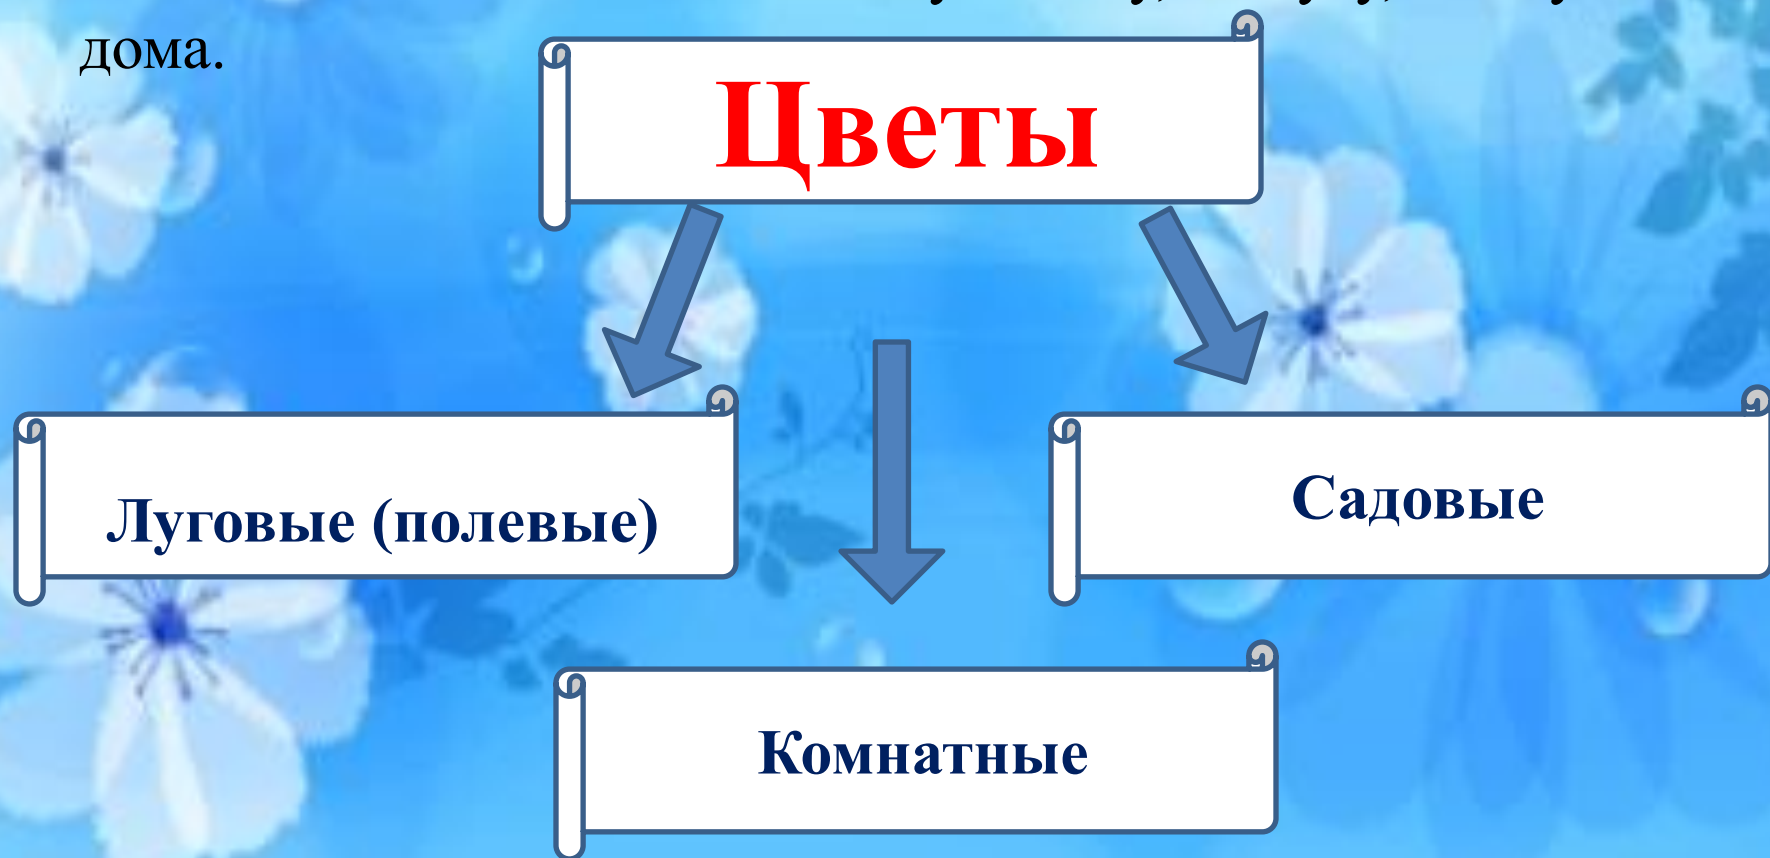 дома.
Цветы
Луговые (полевые)
Садовые
Комнатные